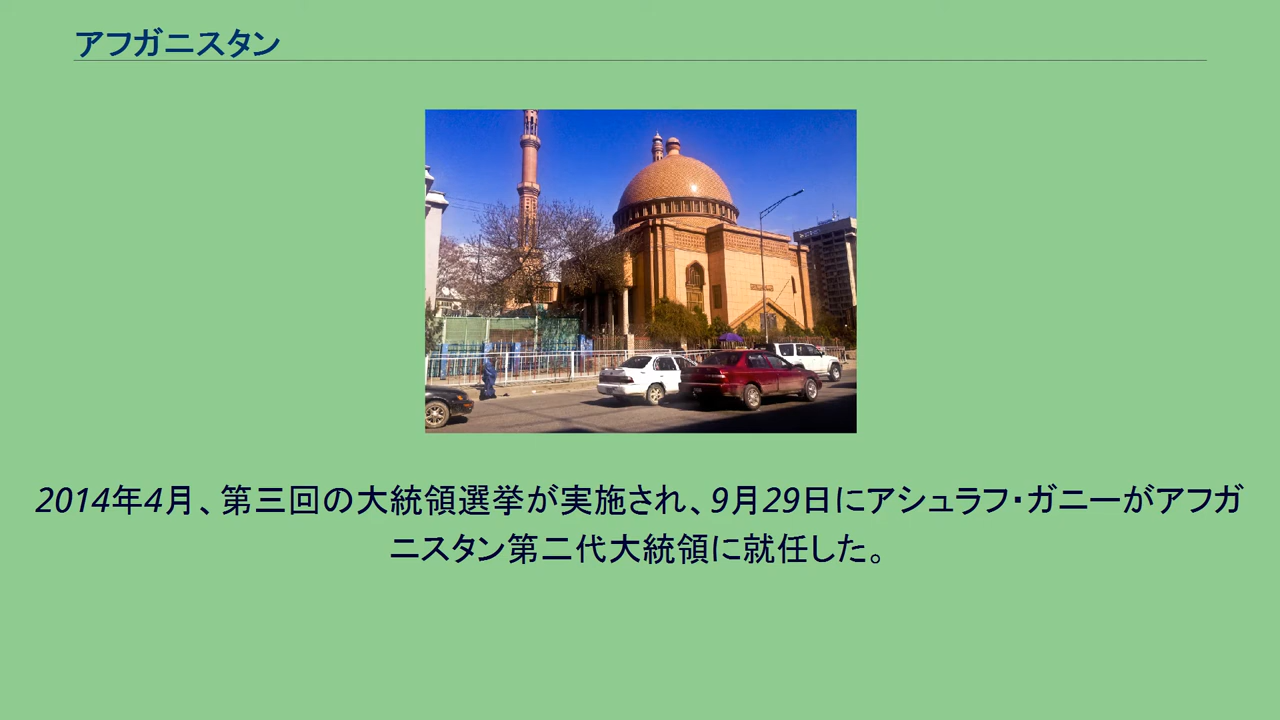 アフガニスタン
2014年4月、第三回の大統領選挙が実施され、9月29日にアシュラフ・ガニーがアフガ
ニスタン第二代大統領に就任した。